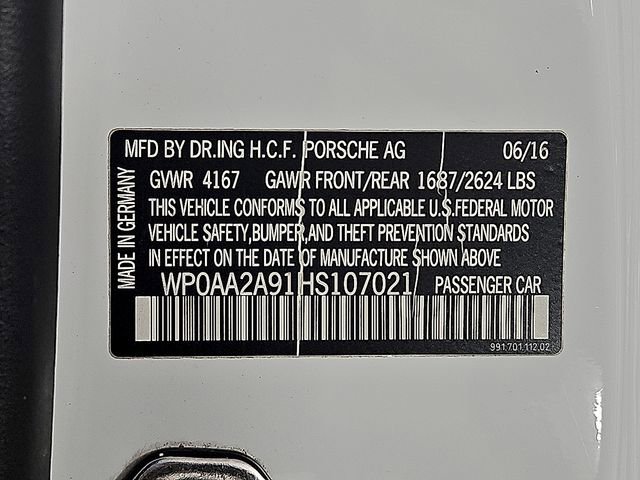 MFD BY DR.ING H.C.F. PORSCHE AG 06/16
GVWR 4167 GAWR FRONT/REAR 1687/2624 LBS
THIS VEHICLE CONFORMS TO ALL APPLICABLE U.S.FEDERAL MOTOR
VEHICLE SAFETY,BUMPER,AND THEFT PREVENTION STANDARDS
IN EFFECT ON THE DATE OF MANUFACTURE SHOWN ABOVE
WP0AA2A91HS107021 PASSENGER CAR
991.701.112.02
MADE IN GERMANY